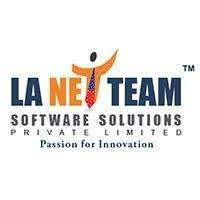 LA NET TEAM ™
SOFTWARE SOLUTIONS
PRIVATE LIMITED
Passion for Innovation